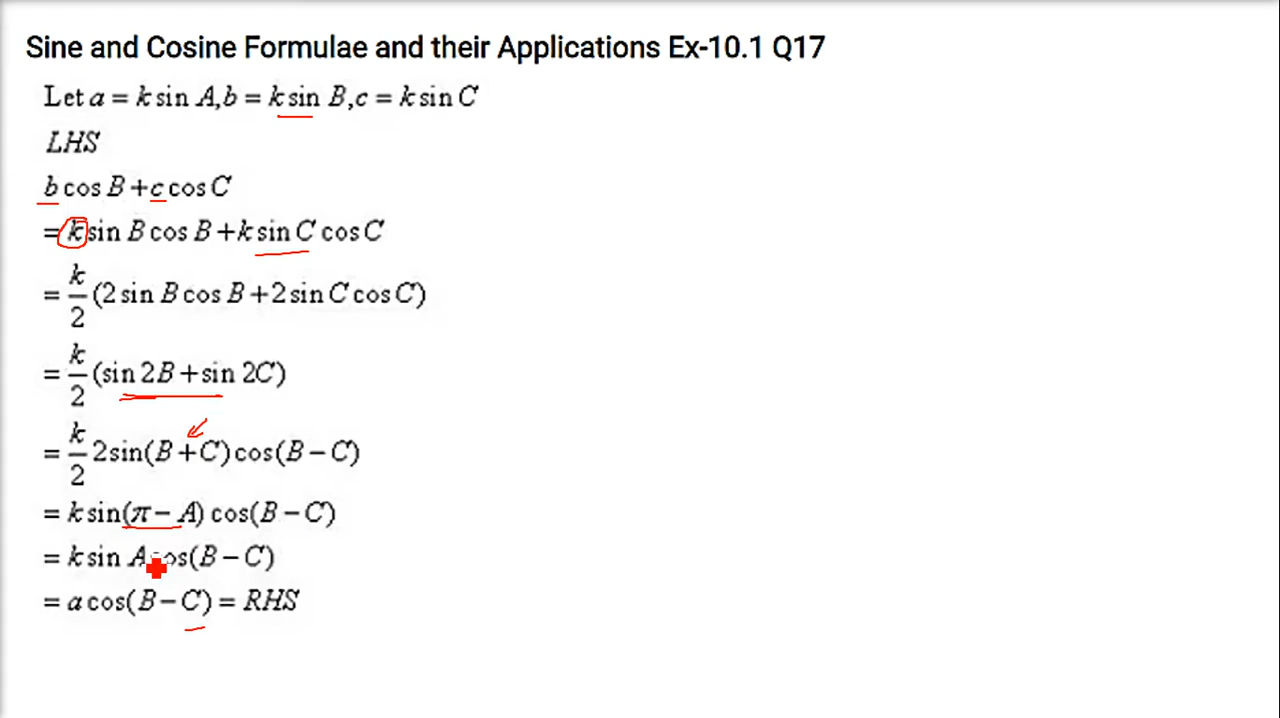 Sine and Cosine Formulae and their Applications Ex-10.1 Q17
Let a = k sin A, b = k sin B, c = k sin C
LHS
b cos B + c cos C
= k sin B cos B + k sin C cos C
= k/2 (2 sin B cos B + 2 sin C cos C)
= k/2 (sin 2B + sin 2C)
= k/2 2 sin(B + C) cos(B − C)
= k sin(π − A) cos(B − C)
= k sin A cos(B − C)
= a cos(B − C) = RHS